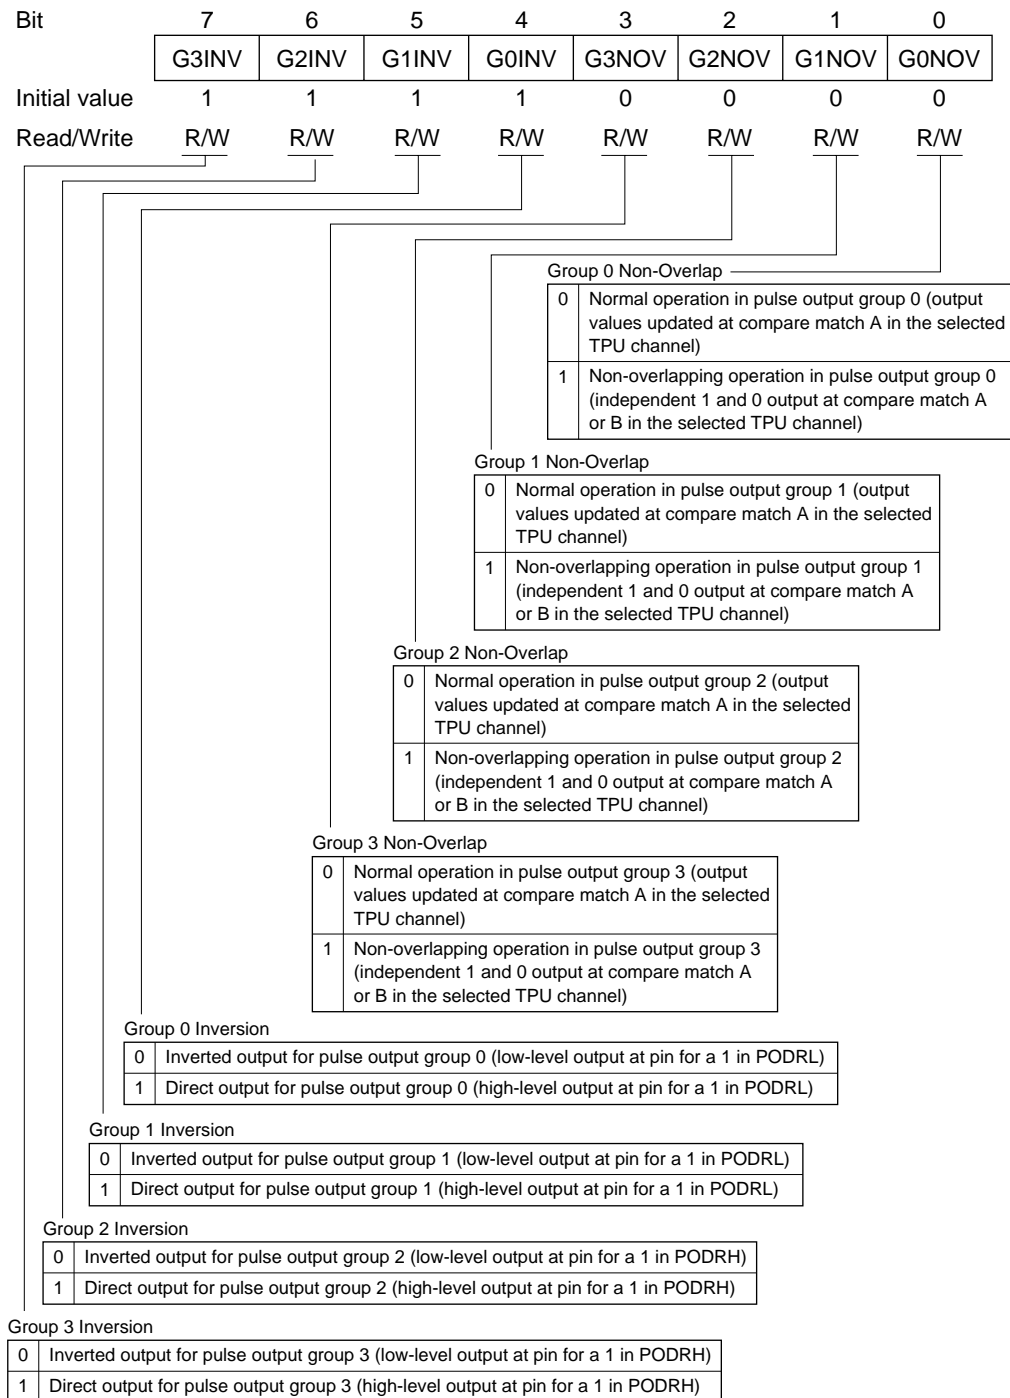 Bit 7 6 5 4 3 2 1 0
G3INV G2INV G1INV G0INV G3NOV G2NOV G1NOV G0NOV
Initial value 1 1 1 1 0 0 0 0
Read/Write R/W R/W R/W R/W R/W R/W R/W R/W
Group 0 Non-Overlap
0 Normal operation in pulse output group 0 (output
values updated at compare match A in the selected
TPU channel)
1 Non-overlapping operation in pulse output group 0
(independent 1 and 0 output at compare match A
or B in the selected TPU channel)
Group 1 Non-Overlap
0 Normal operation in pulse output group 1 (output
values updated at compare match A in the selected
TPU channel)
1 Non-overlapping operation in pulse output group 1
(independent 1 and 0 output at compare match A
or B in the selected TPU channel)
Group 2 Non-Overlap
0 Normal operation in pulse output group 2 (output
values updated at compare match A in the selected
TPU channel)
1 Non-overlapping operation in pulse output group 2
(independent 1 and 0 output at compare match A
or B in the selected TPU channel)
Group 3 Non-Overlap
0 Normal operation in pulse output group 3 (output
values updated at compare match A in the selected
TPU channel)
1 Non-overlapping operation in pulse output group 3
(independent 1 and 0 output at compare match A
or B in the selected TPU channel)
Group 0 Inversion
0 Inverted output for pulse output group 0 (low-level output at pin for a 1 in PODRL)
1 Direct output for pulse output group 0 (high-level output at pin for a 1 in PODRL)
Group 1 Inversion
0 Inverted output for pulse output group 1 (low-level output at pin for a 1 in PODRL)
1 Direct output for pulse output group 1 (high-level output at pin for a 1 in PODRL)
Group 2 Inversion
0 Inverted output for pulse output group 2 (low-level output at pin for a 1 in PODRH)
1 Direct output for pulse output group 2 (high-level output at pin for a 1 in PODRH)
Group 3 Inversion
0 Inverted output for pulse output group 3 (low-level output at pin for a 1 in PODRH)
1 Direct output for pulse output group 3 (high-level output at pin for a 1 in PODRH)